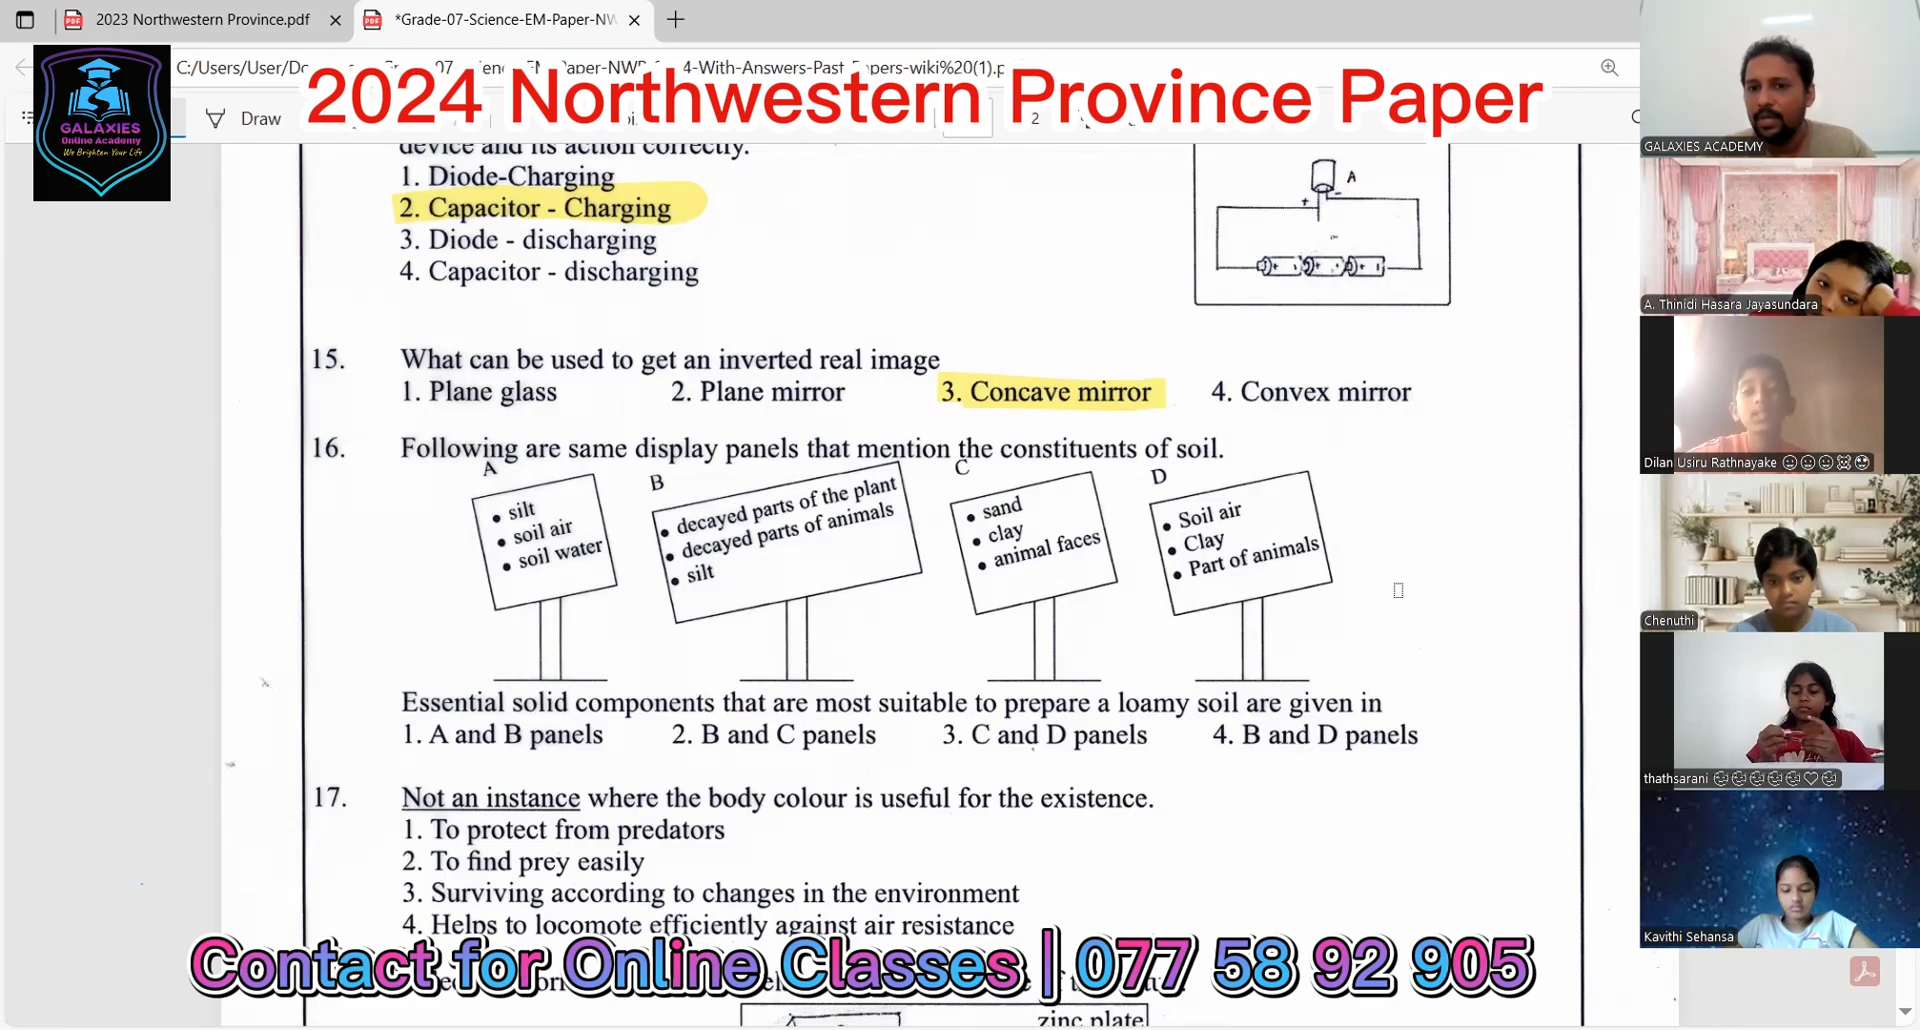 2023 Northwestern Province.pdf
*Grade-07-Science-EM-Paper-NW
2024 Northwestern Province Paper
GALAXIES
Online Academy
We Brighten Your Life
Draw
2
device and its action correctly.
1. Diode-Charging
2. Capacitor - Charging
3. Diode - discharging
4. Capacitor - discharging
A
15. What can be used to get an inverted real image
1. Plane glass 2. Plane mirror 3. Concave mirror 4. Convex mirror
16. Following are same display panels that mention the constituents of soil.
A
• silt
• soil air
• soil water
B
• decayed parts of the plant
• decayed parts of animals
• silt
C
• sand
• clay
• animal faces
D
• Soil air
• Clay
• Part of animals
Essential solid components that are most suitable to prepare a loamy soil are given in
1. A and B panels 2. B and C panels 3. C and D panels 4. B and D panels
17. Not an instance where the body colour is useful for the existence.
1. To protect from predators
2. To find prey easily
3. Surviving according to changes in the environment
4. Helps to locomote efficiently against air resistance
Contact for Online Classes | 077 58 92 905
zinc plate
GALAXIES ACADEMY
A. Thinidi Hasara Jayasundara
Dilan Usiru Rathnayake
Chenuthi
thathsarani
Kavithi Sehansa